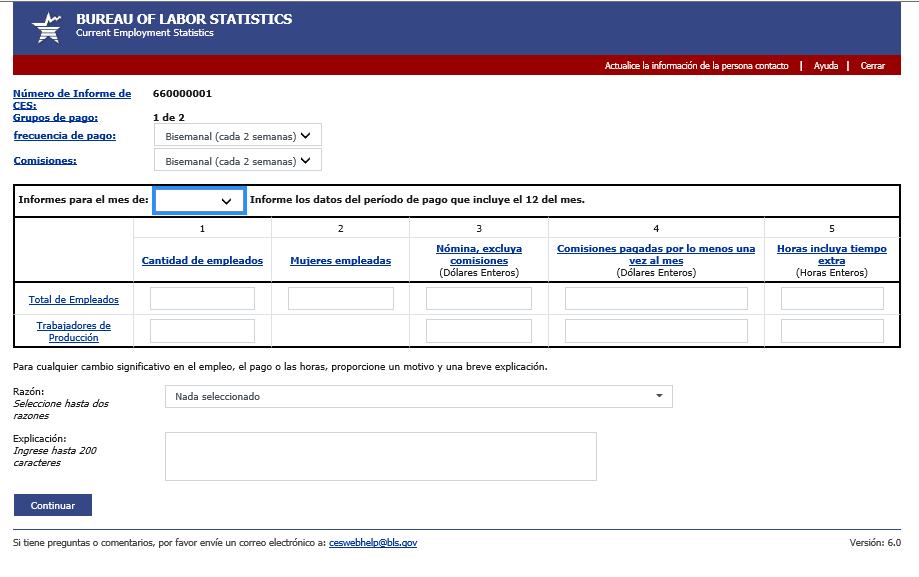 BUREAU OF LABOR STATISTICS
Current Employment Statistics
Actualice la información de la persona contacto | Ayuda | Cerrar
Número de Informe de
CES:
660000001
Grupos de pago:
1 de 2
frecuencia de pago:
Bisemanal (cada 2 semanas)
Comisiones:
Bisemanal (cada 2 semanas)
Informes para el mes de:
Informe los datos del período de pago que incluye el 12 del mes.
1
2
3
4
5
Cantidad de empleados
Mujeres empleadas
Nómina, excluya
comisiones
(Dólares Enteros)
Comisiones pagadas por lo menos una
vez al mes
(Dólares Enteros)
Horas incluya tiempo
extra
(Horas Enteros)
Total de Empleados
Trabajadores de
Producción
Para cualquier cambio significativo en el empleo, el pago o las horas, proporcione un motivo y una breve explicación.
Razón:
Seleccione hasta dos
razones
Nada seleccionado
Explicación:
Ingrese hasta 200
caracteres
Continuar
Si tiene preguntas o comentarios, por favor envíe un correo electrónico a: ceswebhelp@bls.gov
Versión: 6.0